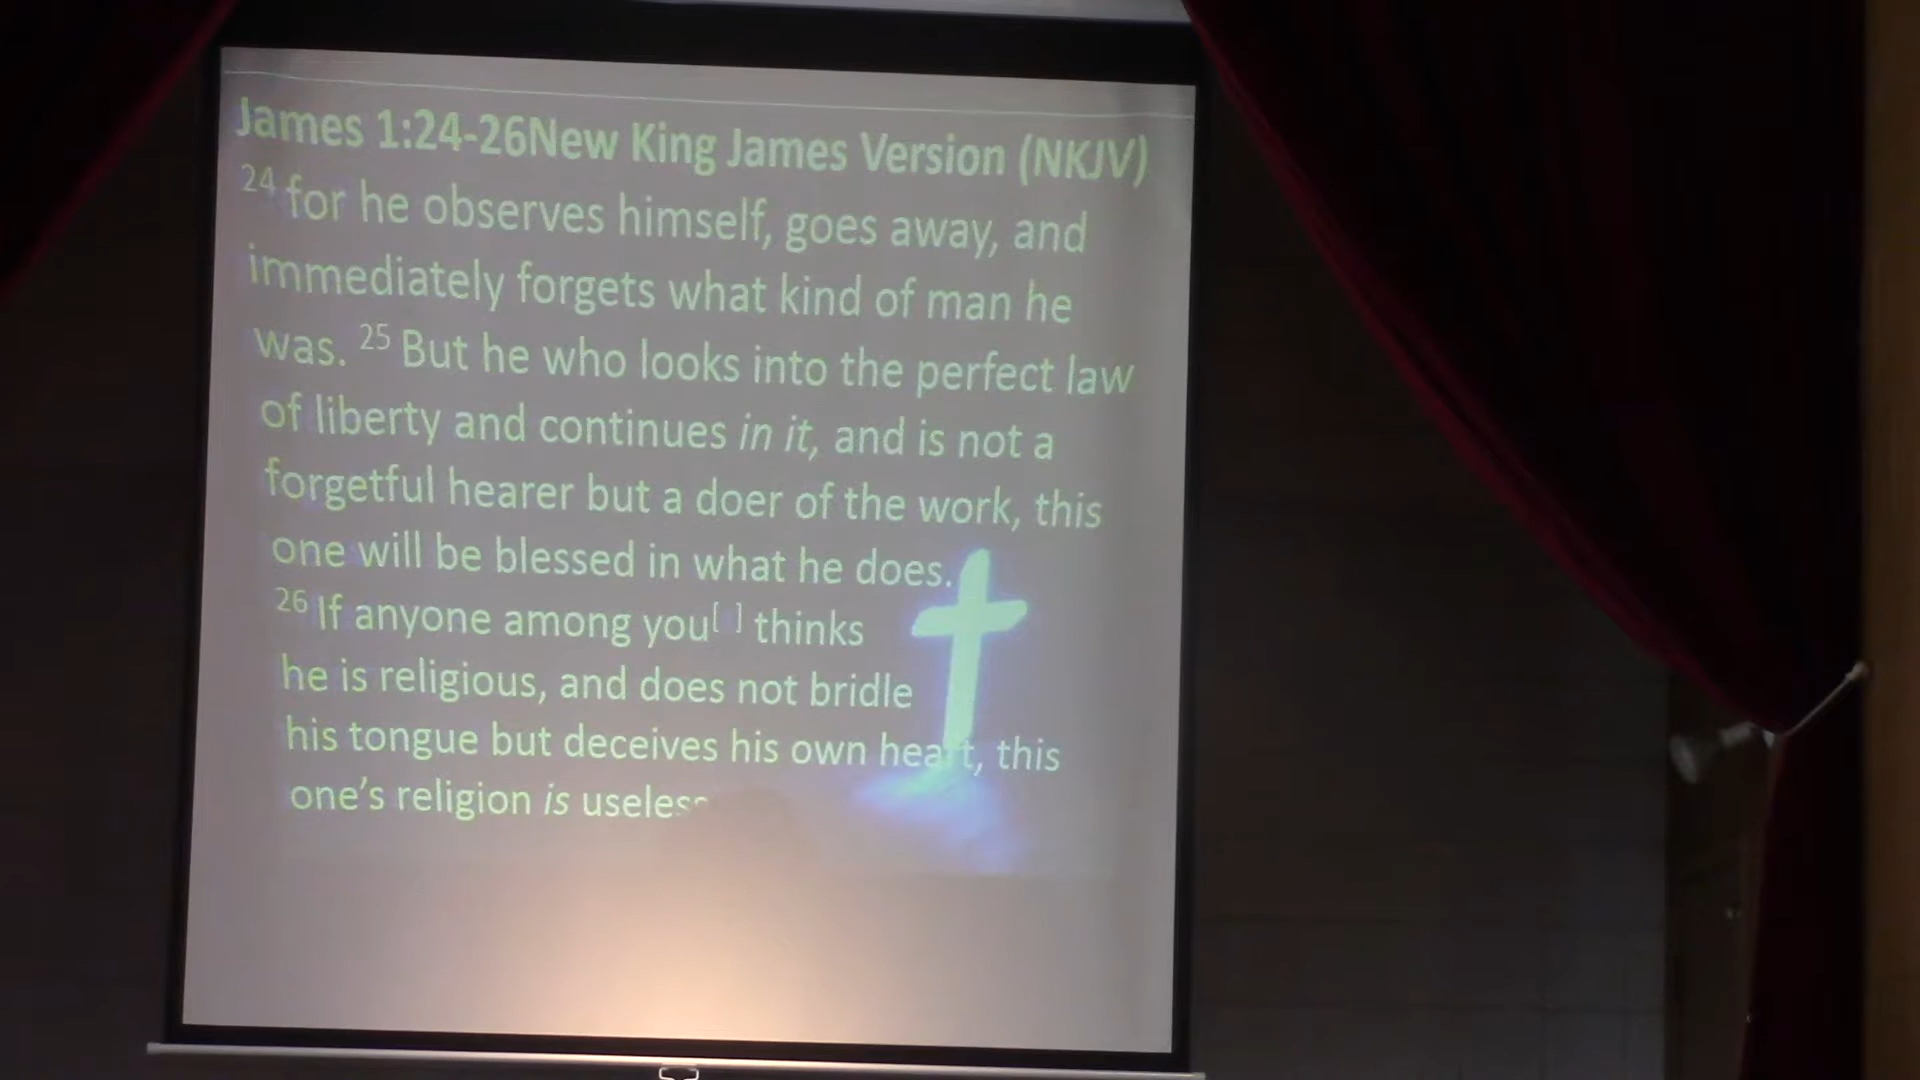 James 1:24-26New King James Version (NKJV)
24 for he observes himself, goes away, and
immediately forgets what kind of man he
was. 25 But he who looks into the perfect law
of liberty and continues in it, and is not a
forgetful hearer but a doer of the work, this
one will be blessed in what he does.
26 If anyone among you[ ] thinks
he is religious, and does not bridle
his tongue but deceives his own heart, this
one's religion is useless